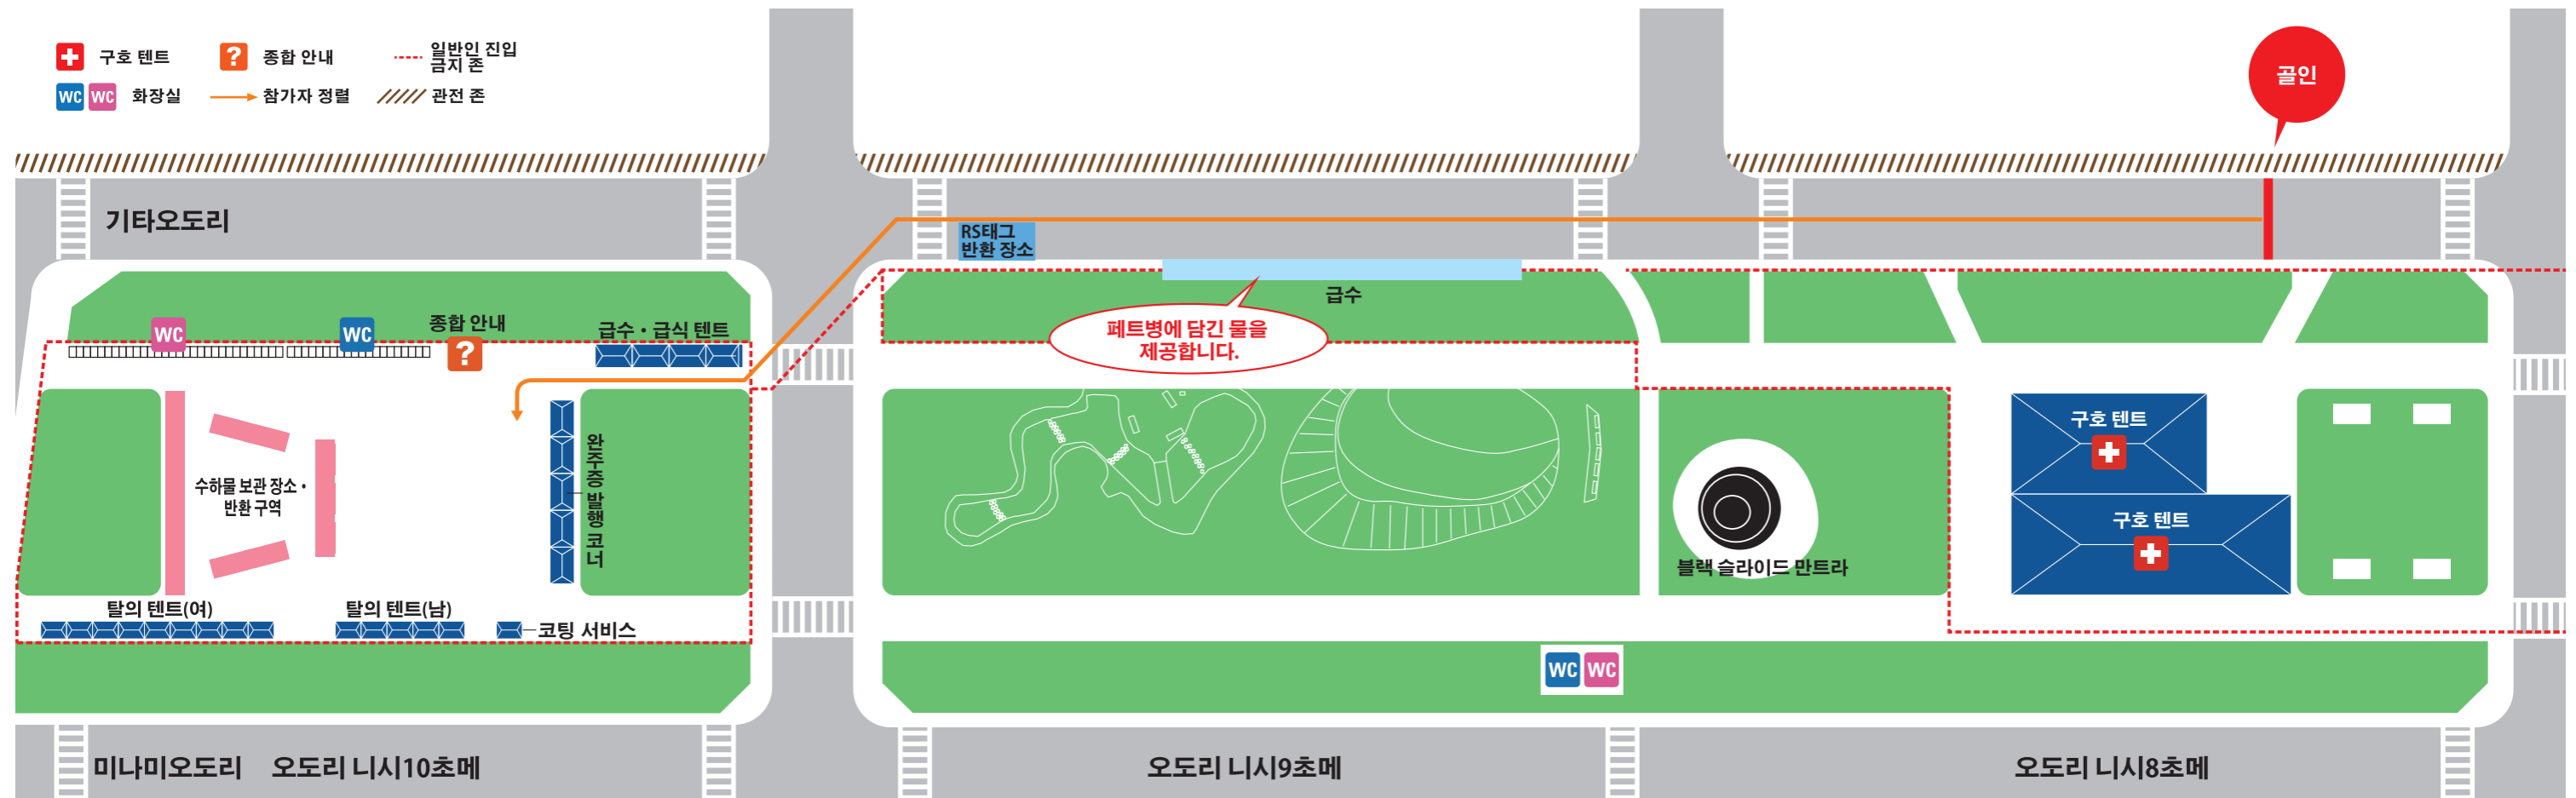 구호 텐트
? 종합 안내
일반인 진입
금지 존
WC WC 화장실
참가자 정렬
관전 존
골인
기타오도리
RS태그
반환 장소
급수
페트병에 담긴 물을
제공합니다.
WC
WC
종합 안내
?
급수・급식 텐트
완주증 발행 코너
수하물 보관 장소・
반환 구역
탈의 텐트(여)
탈의 텐트(남)
코팅 서비스
블랙 슬라이드 만트라
구호 텐트
구호 텐트
WC WC
미나미오도리
오도리 니시10초메
오도리 니시9초메
오도리 니시8초메